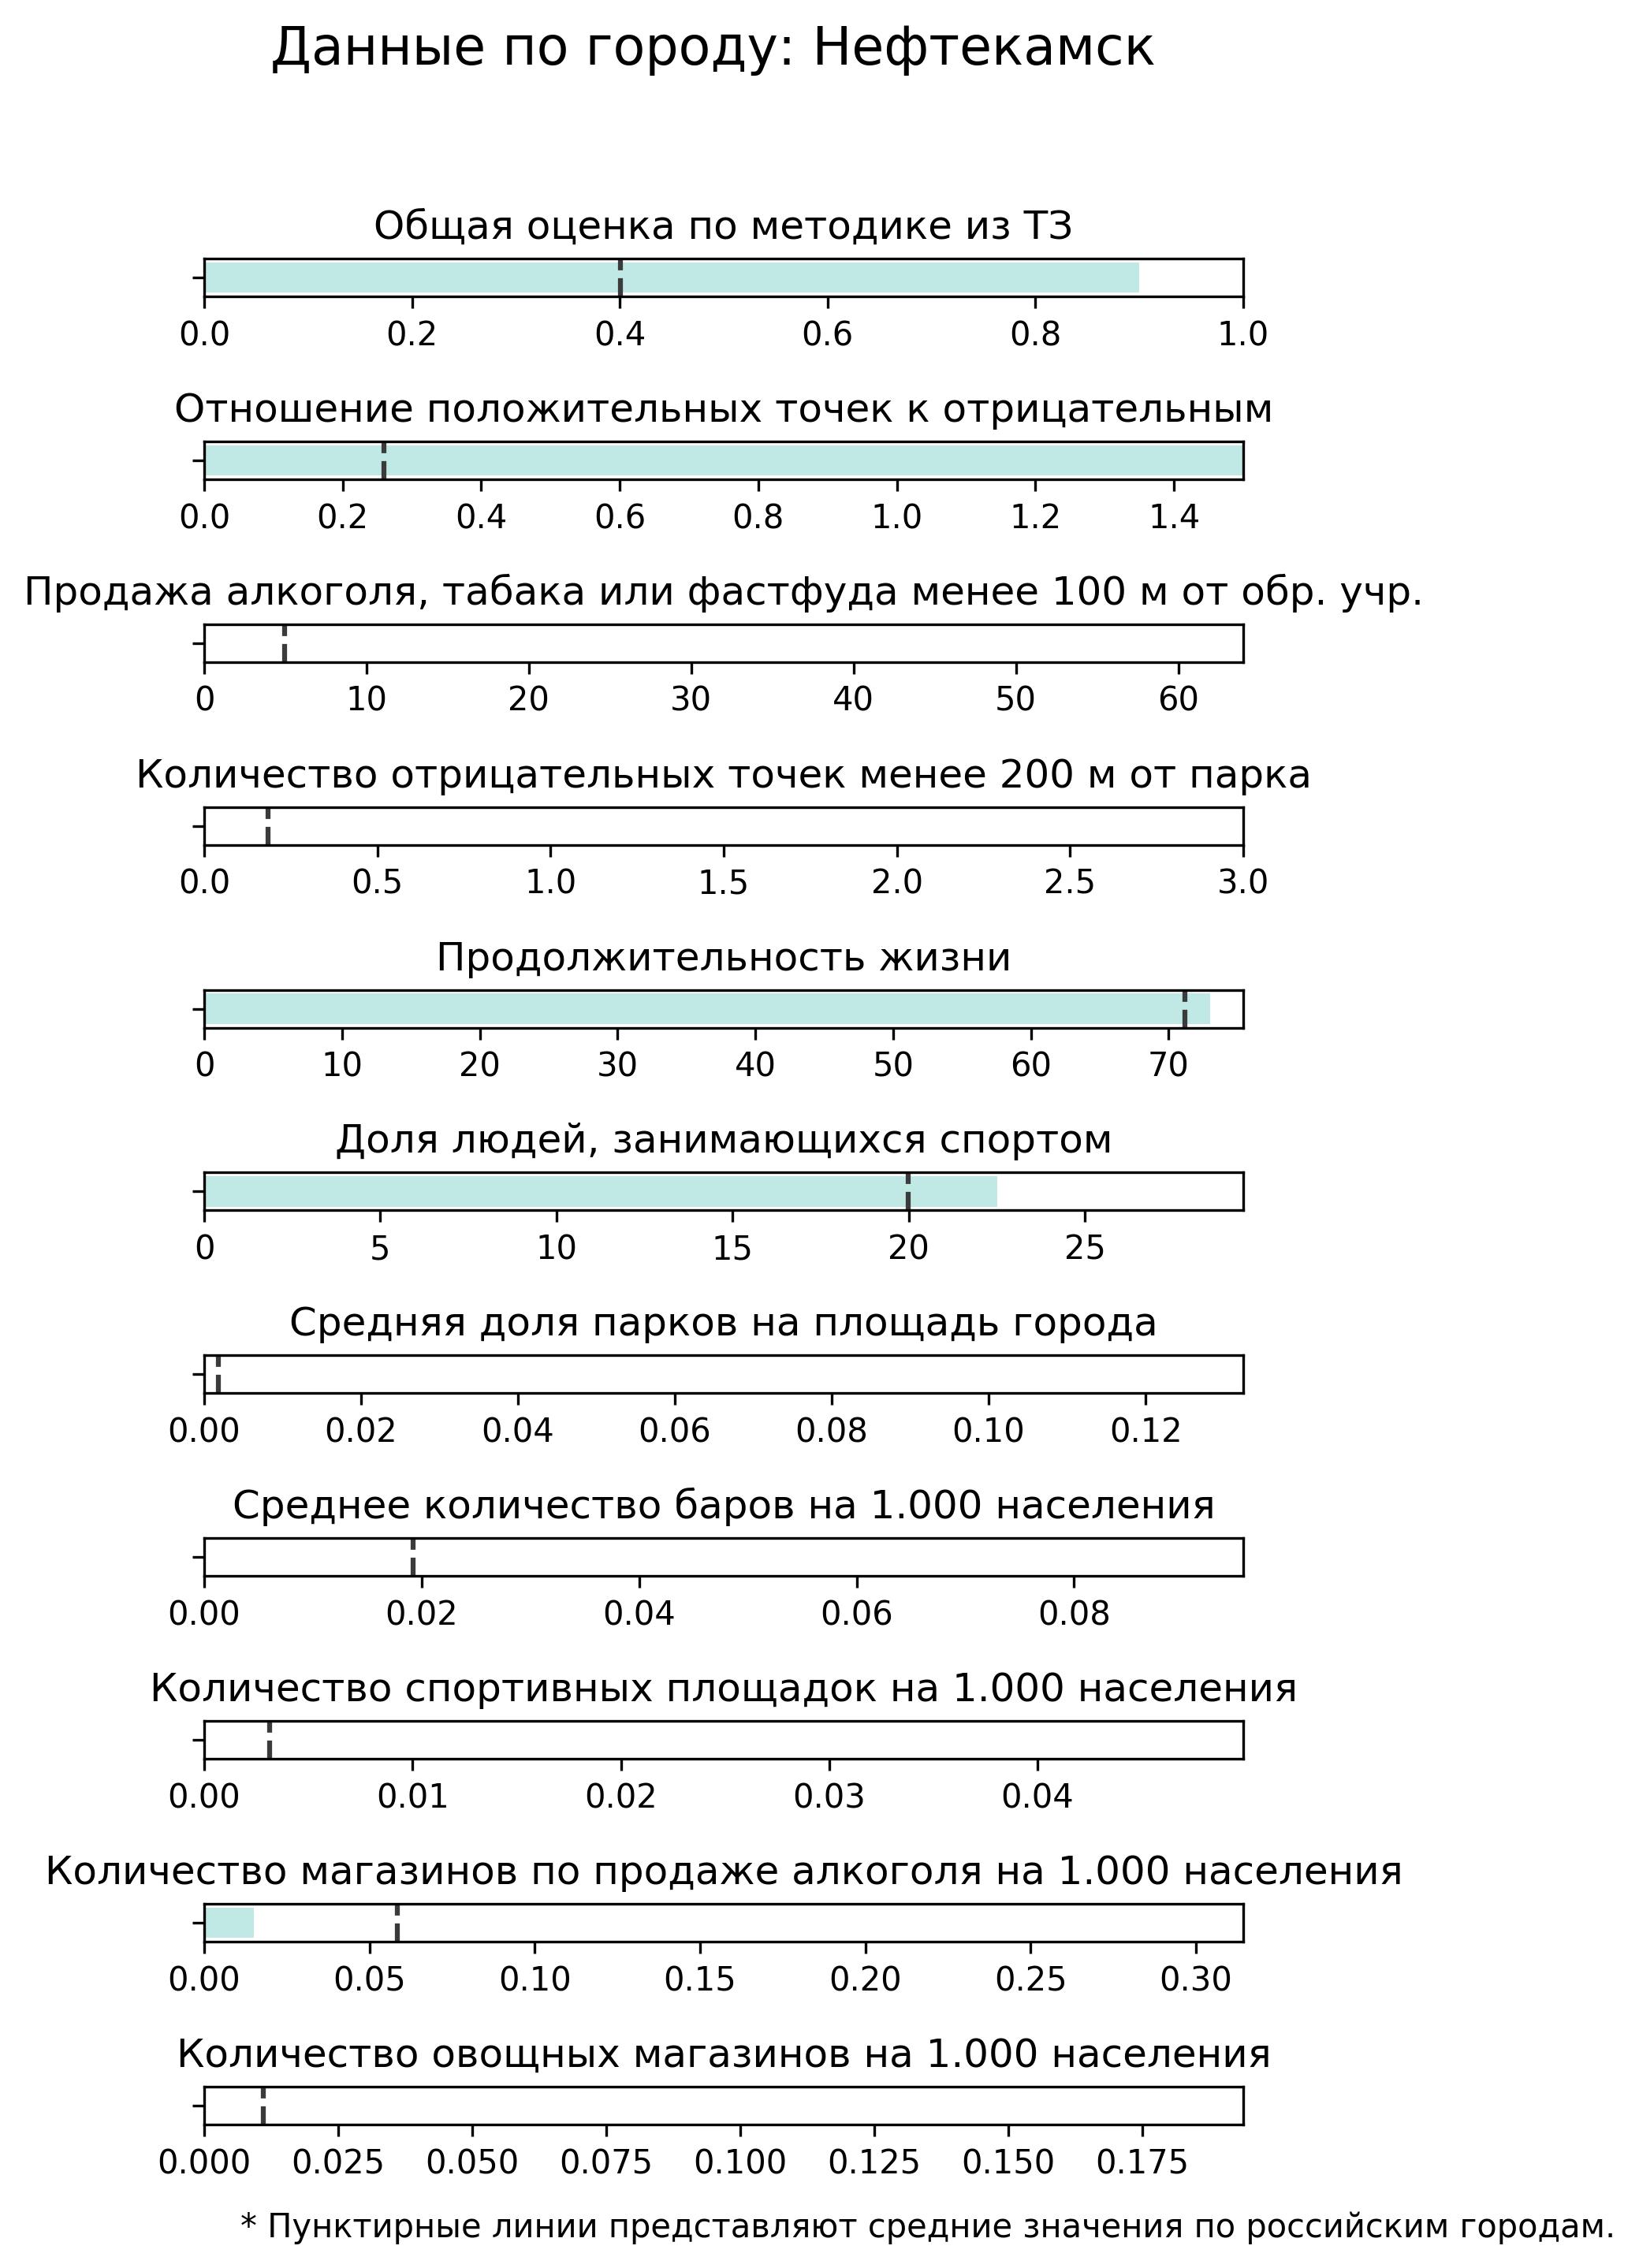 Данные по городу: Нефтекамск
Общая оценка по методике из ТЗ
0.0 0.2 0.4 0.6 0.8 1.0
Отношение положительных точек к отрицательным
0.0 0.2 0.4 0.6 0.8 1.0 1.2 1.4
Продажа алкоголя, табака или фастфуда менее 100 м от обр. учр.
0 10 20 30 40 50 60
Количество отрицательных точек менее 200 м от парка
0.0 0.5 1.0 1.5 2.0 2.5 3.0
Продолжительность жизни
0 10 20 30 40 50 60 70
Доля людей, занимающихся спортом
0 5 10 15 20 25
Средняя доля парков на площадь города
0.00 0.02 0.04 0.06 0.08 0.10 0.12
Среднее количество баров на 1.000 населения
0.00 0.02 0.04 0.06 0.08
Количество спортивных площадок на 1.000 населения
0.00 0.01 0.02 0.03 0.04
Количество магазинов по продаже алкоголя на 1.000 населения
0.00 0.05 0.10 0.15 0.20 0.25 0.30
Количество овощных магазинов на 1.000 населения
0.000 0.025 0.050 0.075 0.100 0.125 0.150 0.175
* Пунктирные линии представляют средние значения по российским городам.